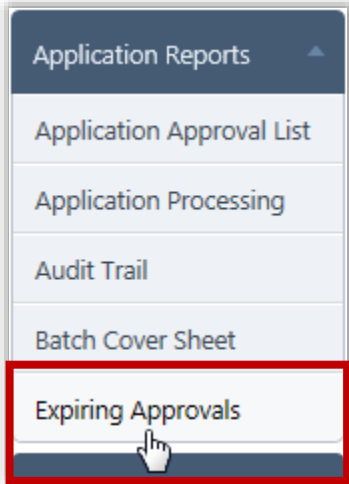 Application Reports
Application Approval List
Application Processing
Audit Trail
Batch Cover Sheet
Expiring Approvals